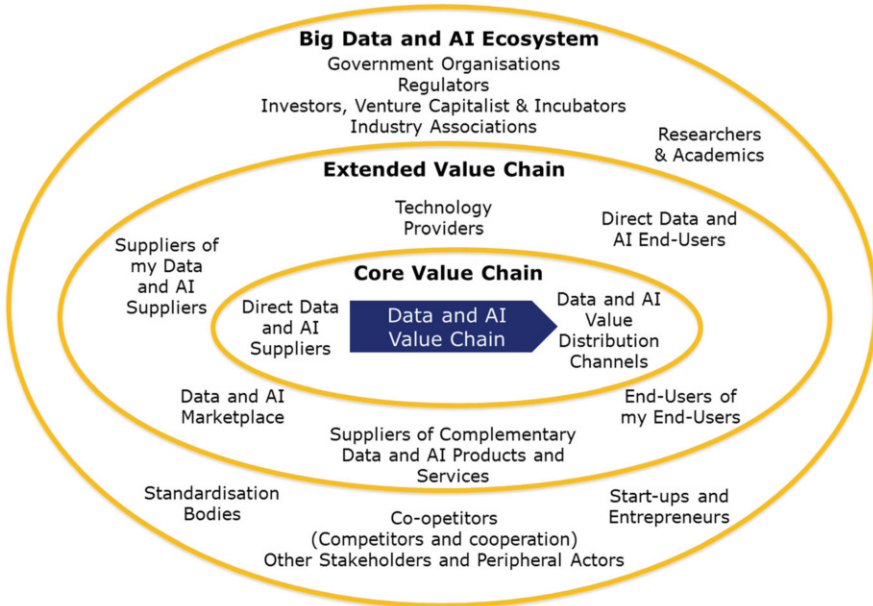 Big Data and AI Ecosystem
Government Organisations
Regulators
Investors, Venture Capitalist & Incubators
Industry Associations
Researchers
& Academics
Extended Value Chain
Technology
Providers
Direct Data and
AI End-Users
Suppliers of
my Data
and AI
Suppliers
Core Value Chain
Direct Data
and AI
Suppliers
Data and AI
Value Chain
Data and AI
Value
Distribution
Channels
Data and AI
Marketplace
End-Users of
my End-Users
Suppliers of Complementary
Data and AI Products and
Services
Standardisation
Bodies
Start-ups and
Entrepreneurs
Co-opetitors
(Competitors and cooperation)
Other Stakeholders and Peripheral Actors